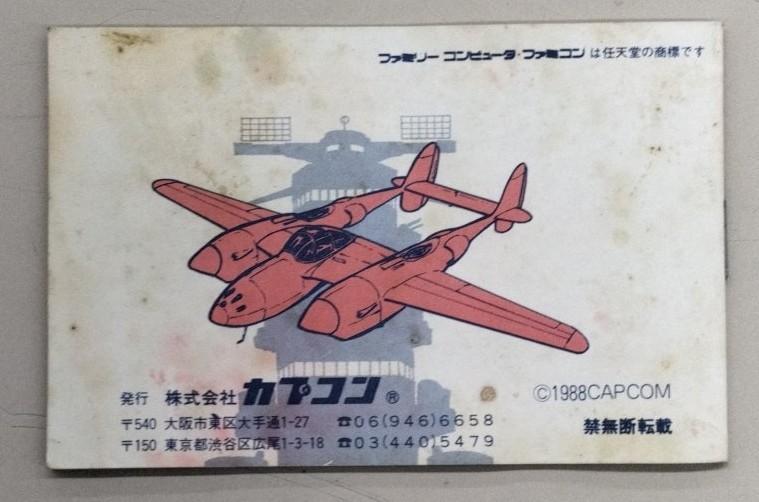 ファミリー コンピュータ・ファミコン は任天堂の商標です
発行 株式会社 カプコン ®
〒540 大阪市東区大手通1-27 ☎06(946)6658
〒150 東京都渋谷区広尾1-3-18 ☎03(440)5479
©1988CAPCOM
禁無断転載